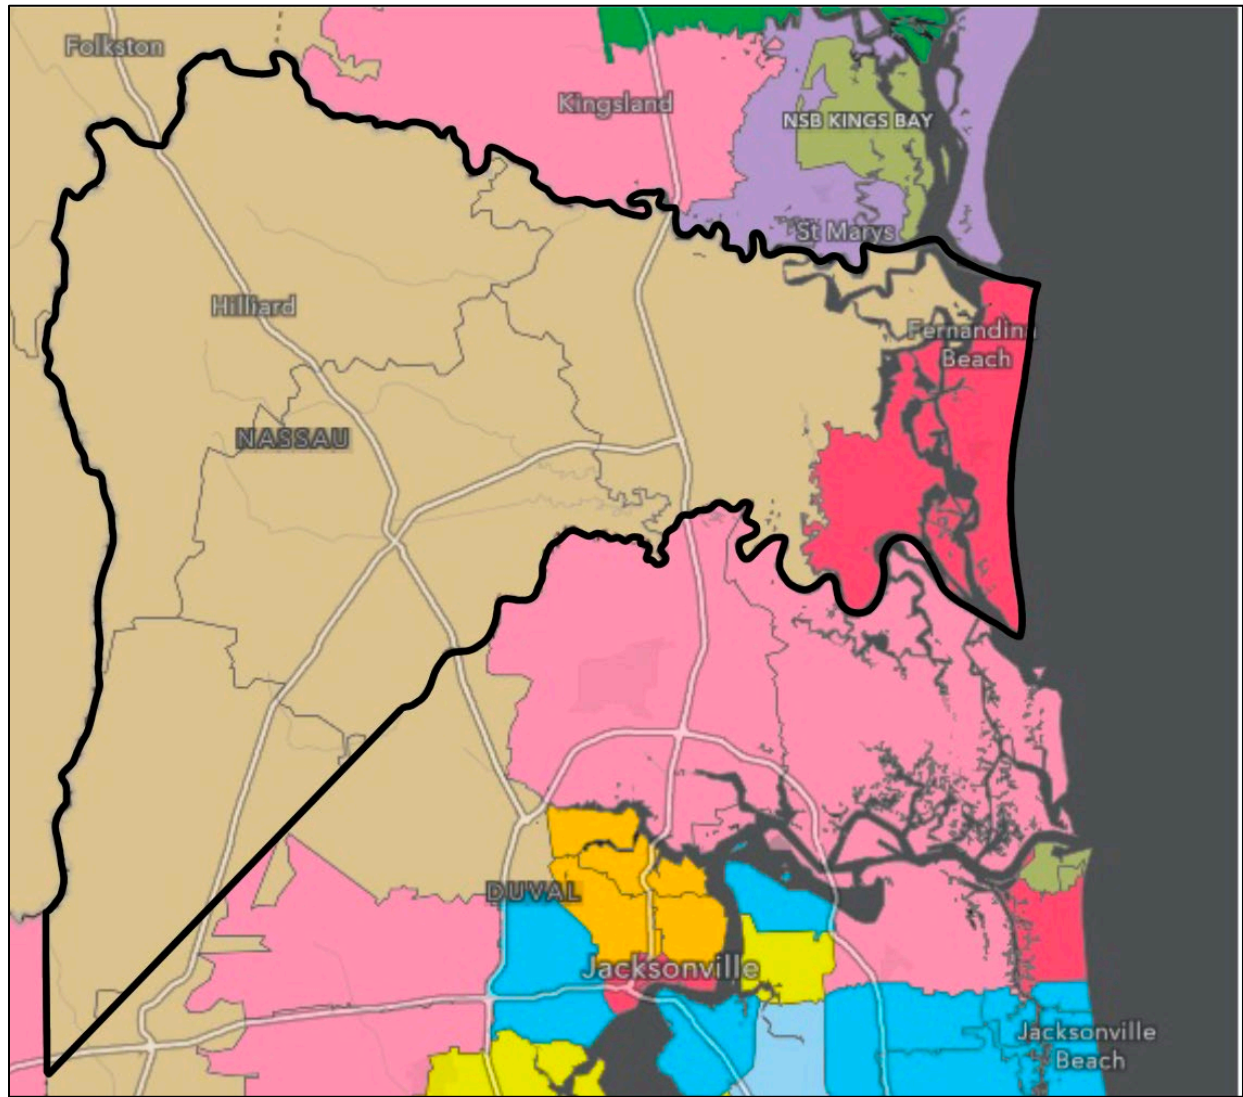 Folkston
Kingsland
NSB KINGS BAY
St Marys
Hilliard
Fernandina
Beach
NASSAU
DUVAL
Jacksonville
Jacksonville
Beach